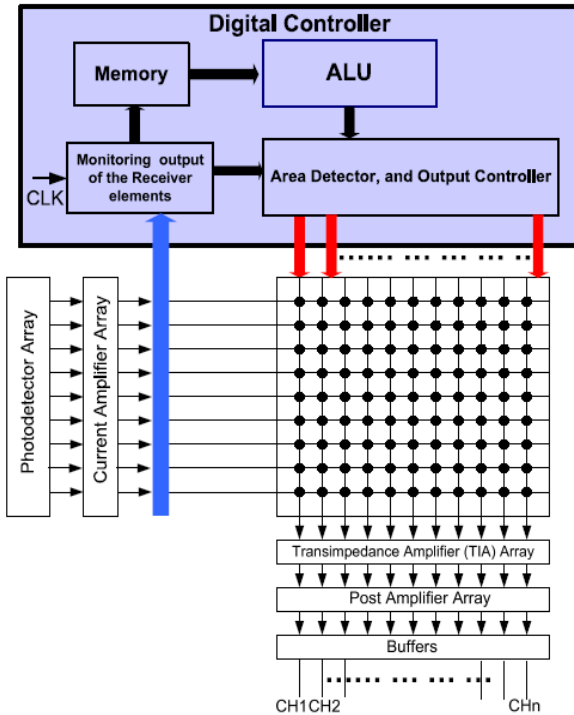 Digital Controller
Memory
ALU
Monitoring output
of the Receiver
elements
Area Detector, and Output Controller
CLK
Photodetector Array
Current Amplifier Array
Transimpedance Amplifier (TIA) Array
Post Amplifier Array
Buffers
CH1 CH2 CHn